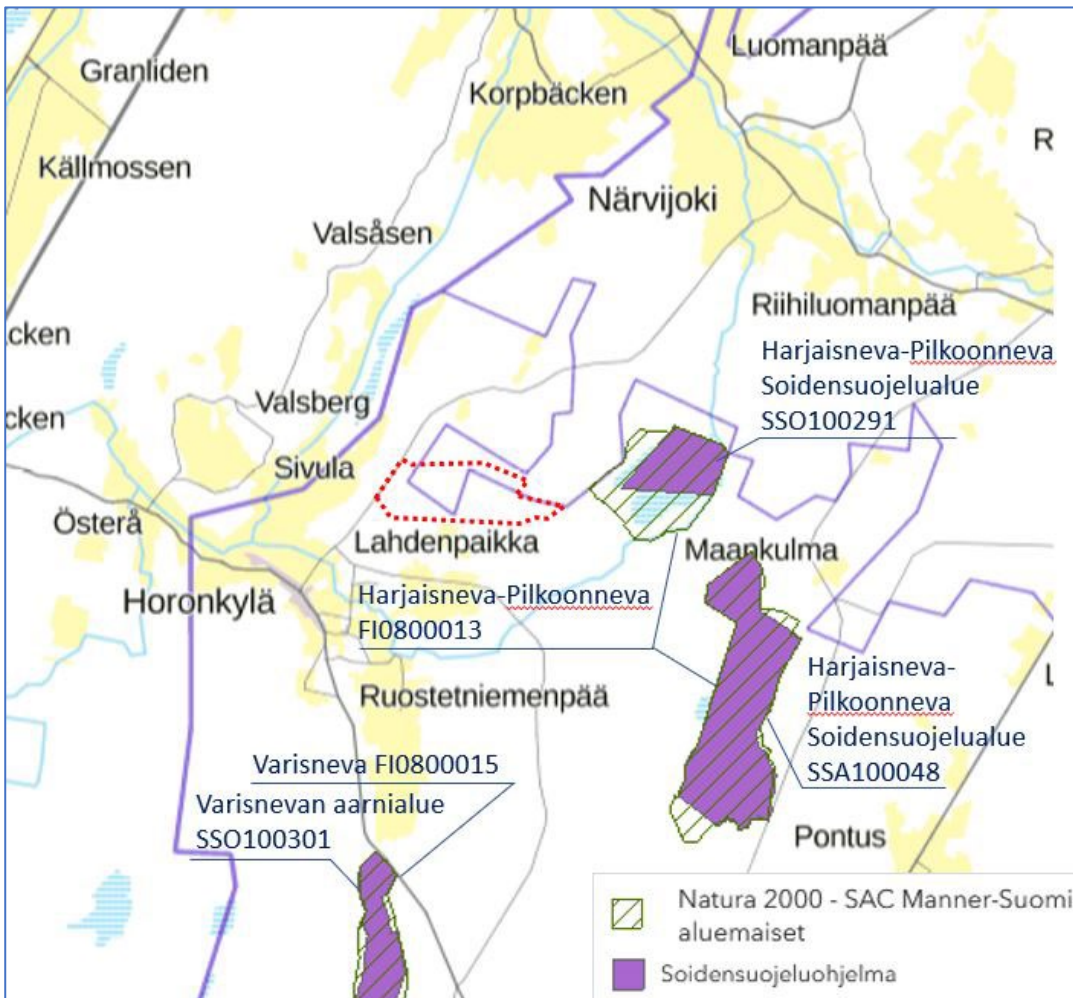 Luomanpää
Granliden
Korpbäcken
R
Källmossen
Närvijoki
Valsåsen
Riihiluomanpää
cken
Harjaisneva-Pilkoonneva
Soidensuojelualue
SSO100291
Valsberg
cken
Sivula
Österå
Lahdenpaikka
Maankulma
Horonkylä
Harjaisneva-Pilkoonneva
FI0800013
Harjaisneva-
Pilkoonneva
Soidensuojelualue
SSA100048
L
Ruostetniemenpää
Varisneva FI0800015
Varisnevan aarnialue
SSO100301
Pontus
Natura 2000 - SAC Manner-Suomi
aluemaiset
Soidensuojeluohjelma